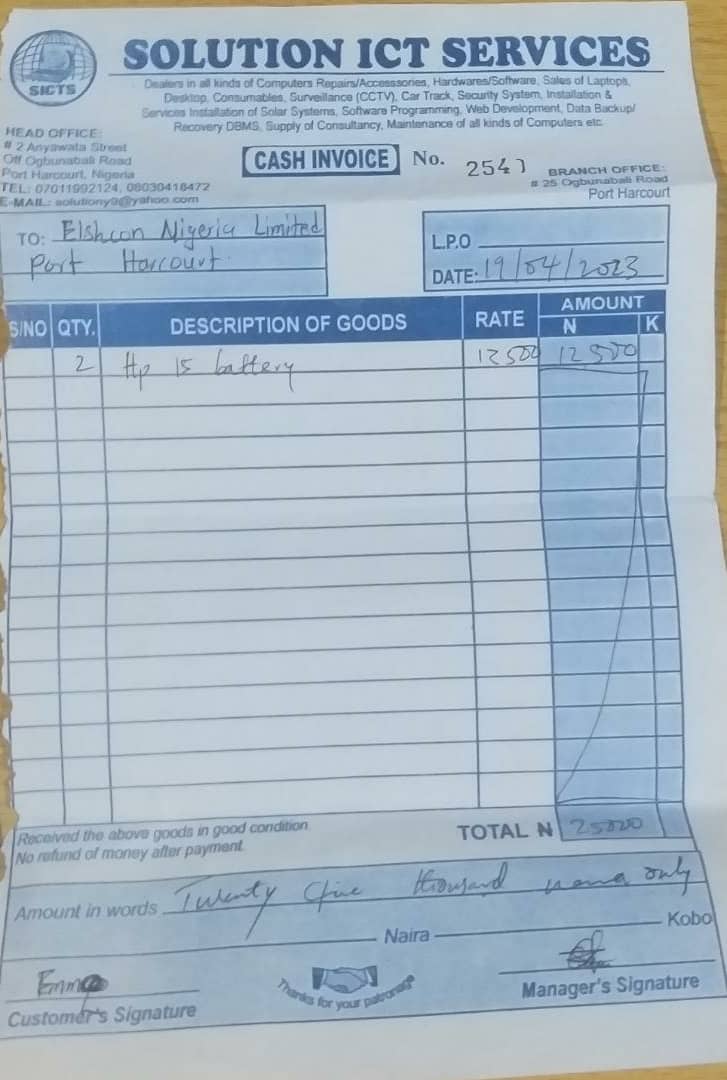 SICTS
SOLUTION ICT SERVICES
Dealers in all kinds of Computers Repairs/Accesssories, Hardwares/Software, Sales of Laptops,
Desktop, Consumables, Surveillance (CCTV), Car Track, Security System, Installation &
Services Installation of Solar Systems, Software Programming, Web Development, Data Backup/
Recovery DBMS, Supply of Consultancy, Maintenance of all kinds of Computers etc.
HEAD OFFICE:
# 2 Anyawata Street
Off Ogbunabali Road
Port Harcourt, Nigeria
TEL: 07011992124, 08030416472
E-MAIL: solutiony9@yahoo.com
CASH INVOICE No. 2541
BRANCH OFFICE:
# 25 Ogbunabali Road
Port Harcourt
TO: Elshcon Nigeria Limited
Port Harcourt.
L.P.O
DATE: 19/04/2023
S/NO QTY. DESCRIPTION OF GOODS RATE AMOUNT
N K
2 Hp 15 battery 12500 12500
Received the above goods in good condition
No refund of money after payment.
TOTAL N 25000
Amount in words Twenty five thousand naira only
Naira Kobo
Emma
Customer's Signature
Thanks for your patronage
Manager's Signature